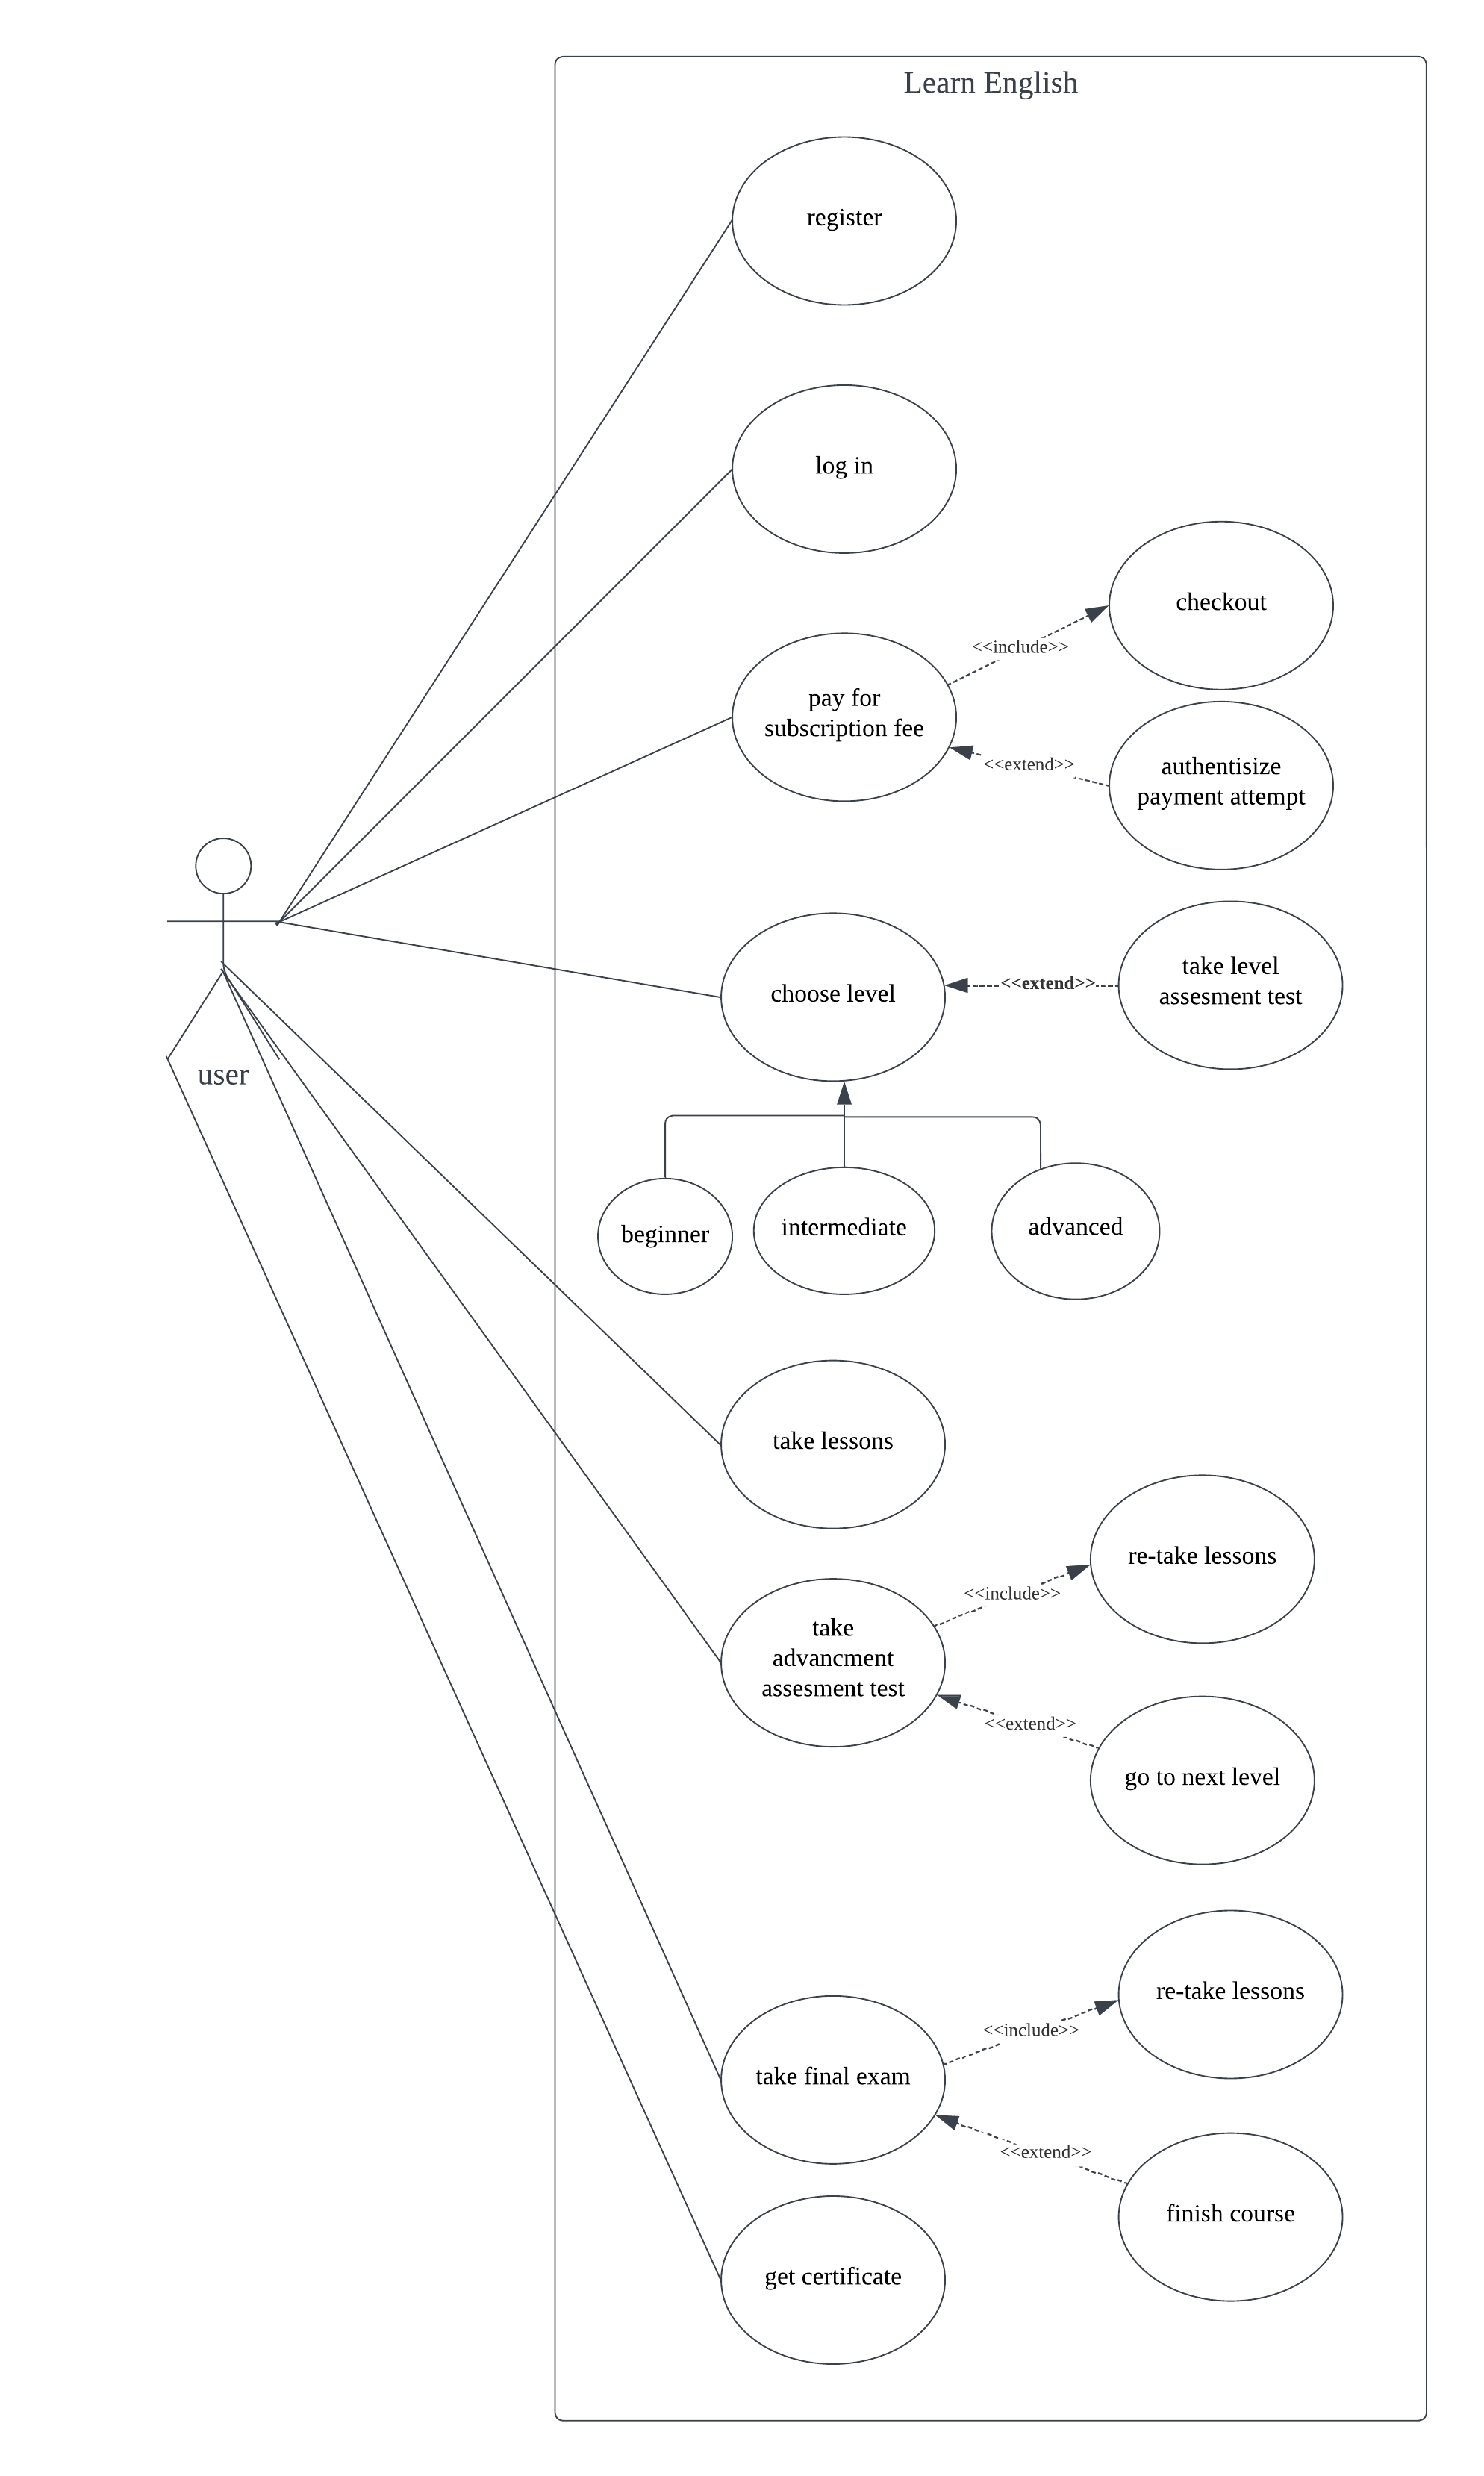 Learn English
register
log in
checkout
<<include>>
pay for
subscription fee
<<extend>>
authentisize
payment attempt
choose level
<<extend>>
take level
assesment test
user
beginner
intermediate
advanced
take lessons
re-take lessons
<<include>>
take
advancment
assesment test
<<extend>>
go to next level
re-take lessons
<<include>>
take final exam
<<extend>>
finish course
get certificate